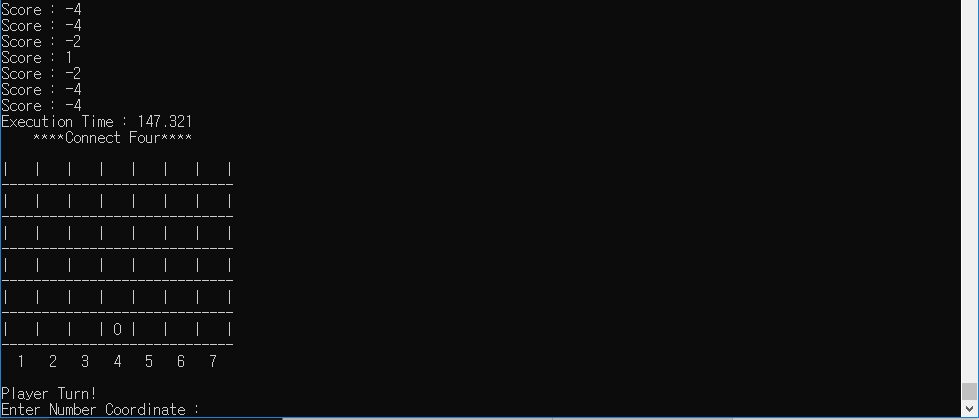 Score : -4
Score : -4
Score : -2
Score : 1
Score : -2
Score : -4
Score : -4
Execution Time : 147.321
****Connect Four****
|   |   |   |   |   |   |   |
-----------------------------
|   |   |   |   |   |   |   |
-----------------------------
|   |   |   |   |   |   |   |
-----------------------------
|   |   |   |   |   |   |   |
-----------------------------
|   |   |   |   |   |   |   |
-----------------------------
|   |   |   | O |   |   |   |
-----------------------------
1 2 3 4 5 6 7
Player Turn!
Enter Number Coordinate :